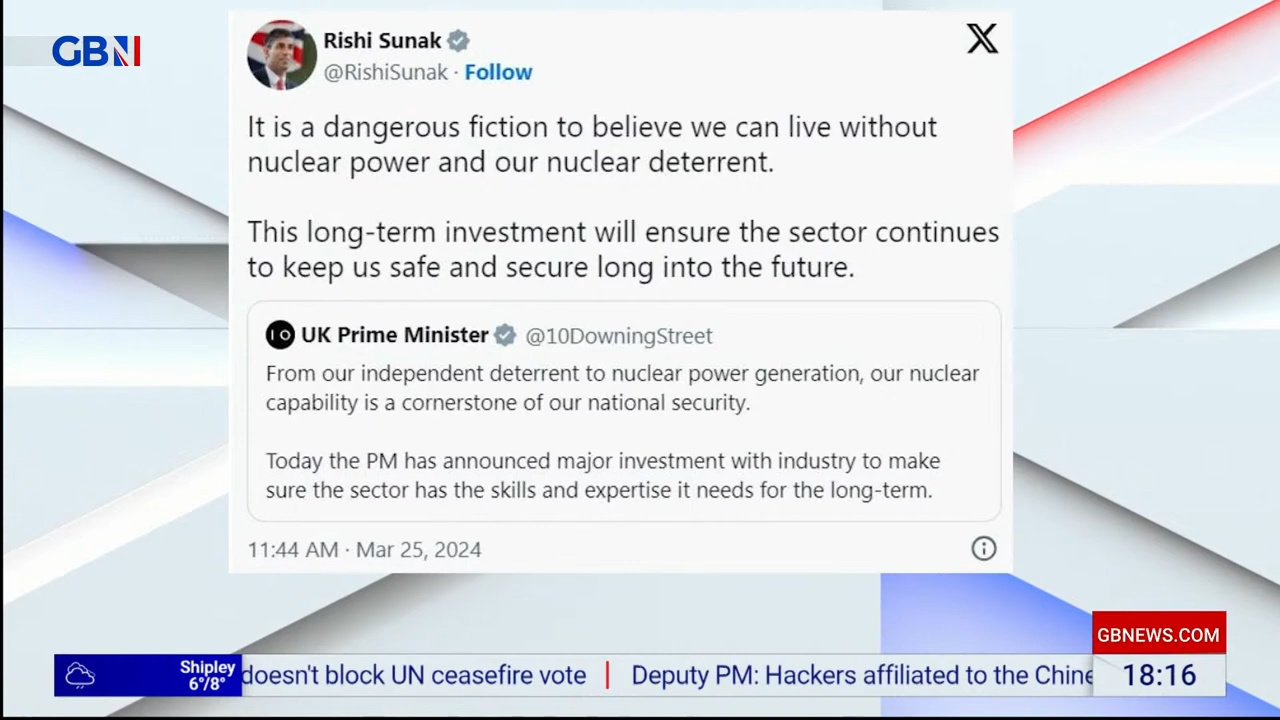 GBN
Rishi Sunak
@RishiSunak · Follow
X
It is a dangerous fiction to believe we can live without
nuclear power and our nuclear deterrent.
This long-term investment will ensure the sector continues
to keep us safe and secure long into the future.
10 UK Prime Minister @10DowningStreet
From our independent deterrent to nuclear power generation, our nuclear
capability is a cornerstone of our national security.
Today the PM has announced major investment with industry to make
sure the sector has the skills and expertise it needs for the long-term.
11:44 AM · Mar 25, 2024
GBNEWS.COM
Shipley
6°/8°
doesn't block UN ceasefire vote | Deputy PM: Hackers affiliated to the Chine
18:16